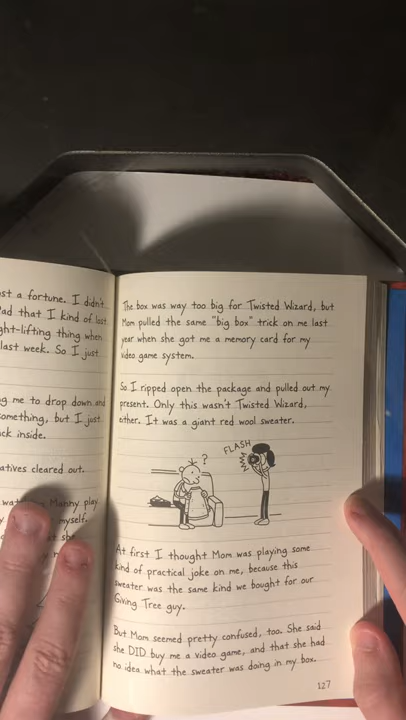 st a fortune. I didn't
ad that I kind of lost
ght-lifting thing when
last week. So I just
g me to drop down and
something, but I just
ck inside.
atives cleared out.
Manny play
myself.
The box was way too big for Twisted Wizard, but
Mom pulled the same "big box" trick on me last
year when she got me a memory card for my
video game system.
So I ripped open the package and pulled out my
present. Only this wasn't Twisted Wizard,
either. It was a giant red wool sweater.
?
FLASH
At first I thought Mom was playing some
kind of practical joke on me, because this
sweater was the same kind we bought for our
Giving Tree guy.
But Mom seemed pretty confused, too. She said
she DID buy me a video game, and that she had
no idea what the sweater was doing in my box.
127